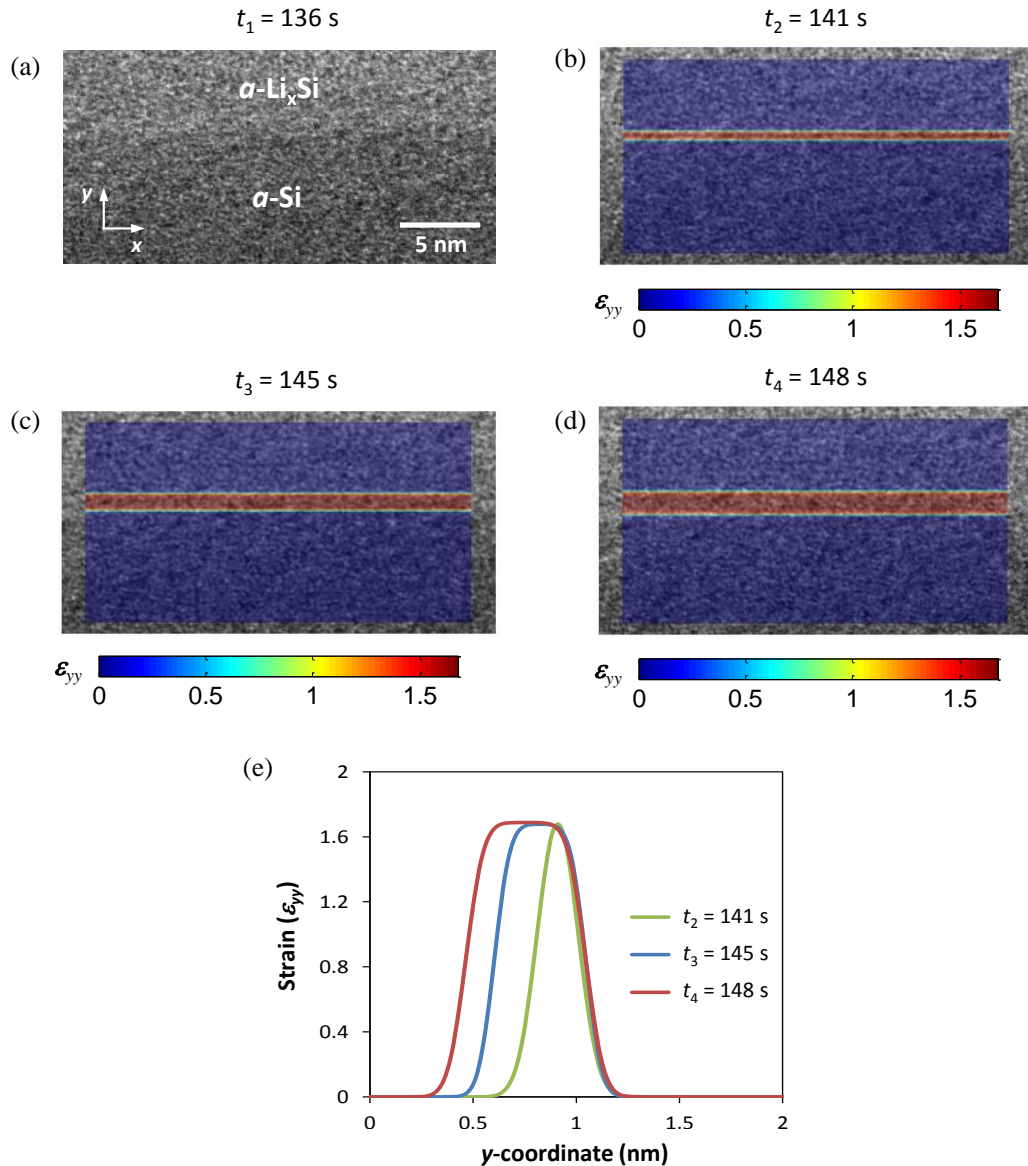 t1 = 136 s
t2 = 141 s
(a)
a-LixSi
a-Si
y
x
5 nm
(b)
εyy
0 0.5 1 1.5
t3 = 145 s
t4 = 148 s
(c)
εyy
0 0.5 1 1.5
(d)
εyy
0 0.5 1 1.5
(e)
2
1.6
1.2
0.8
0.4
0
Strain (εyy)
t2 = 141 s
t3 = 145 s
t4 = 148 s
0 0.5 1 1.5 2
y-coordinate (nm)